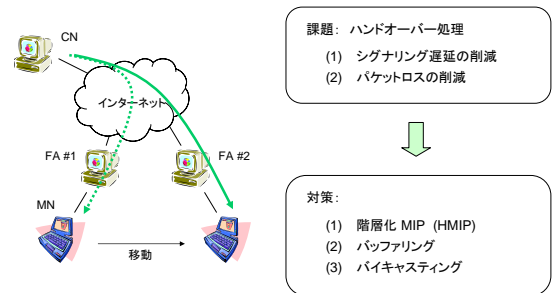 CN
インターネット
FA #1
FA #2
MN
移動
課題： ハンドオーバー処理
(1) シグナリング遅延の削減
(2) パケットロスの削減
対策：
(1) 階層化 MIP (HMIP)
(2) バッファリング
(3) バイキャスティング